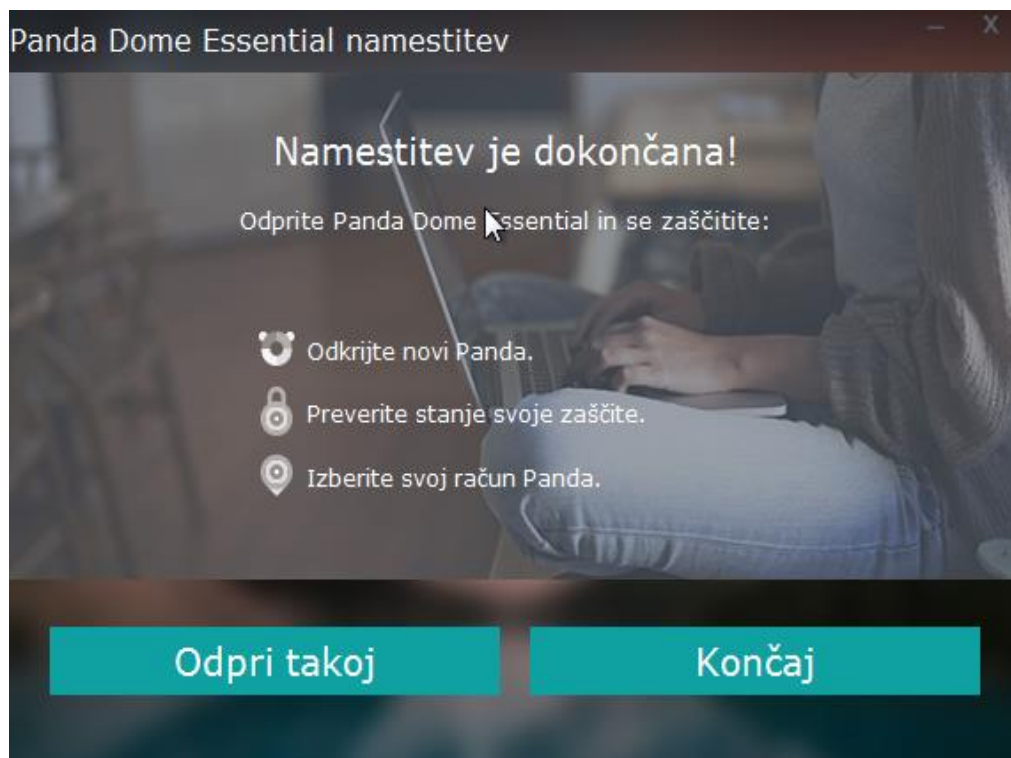 Panda Dome Essential namestitev
Namestitev je dokončana!
Odprite Panda Dome Essential in se zaščitite:
Odkrijte novi Panda.
Preverite stanje svoje zaščite.
Izberite svoj račun Panda.
Odpri takoj
Končaj